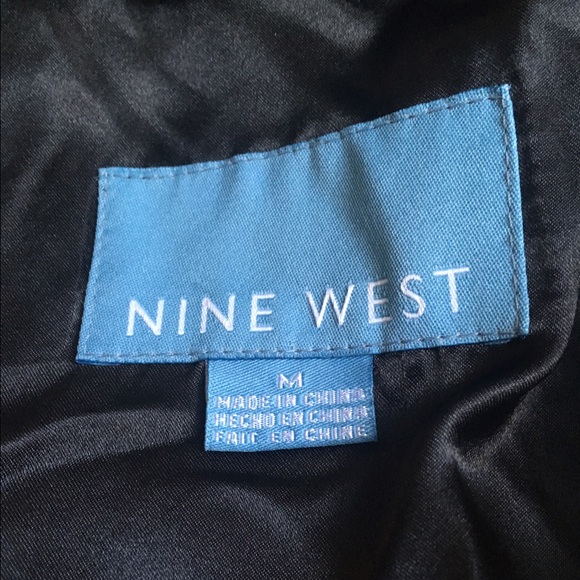 NINE WEST
M
MADE IN CHINA
HECHO EN CHINA
FAIT EN CHINE